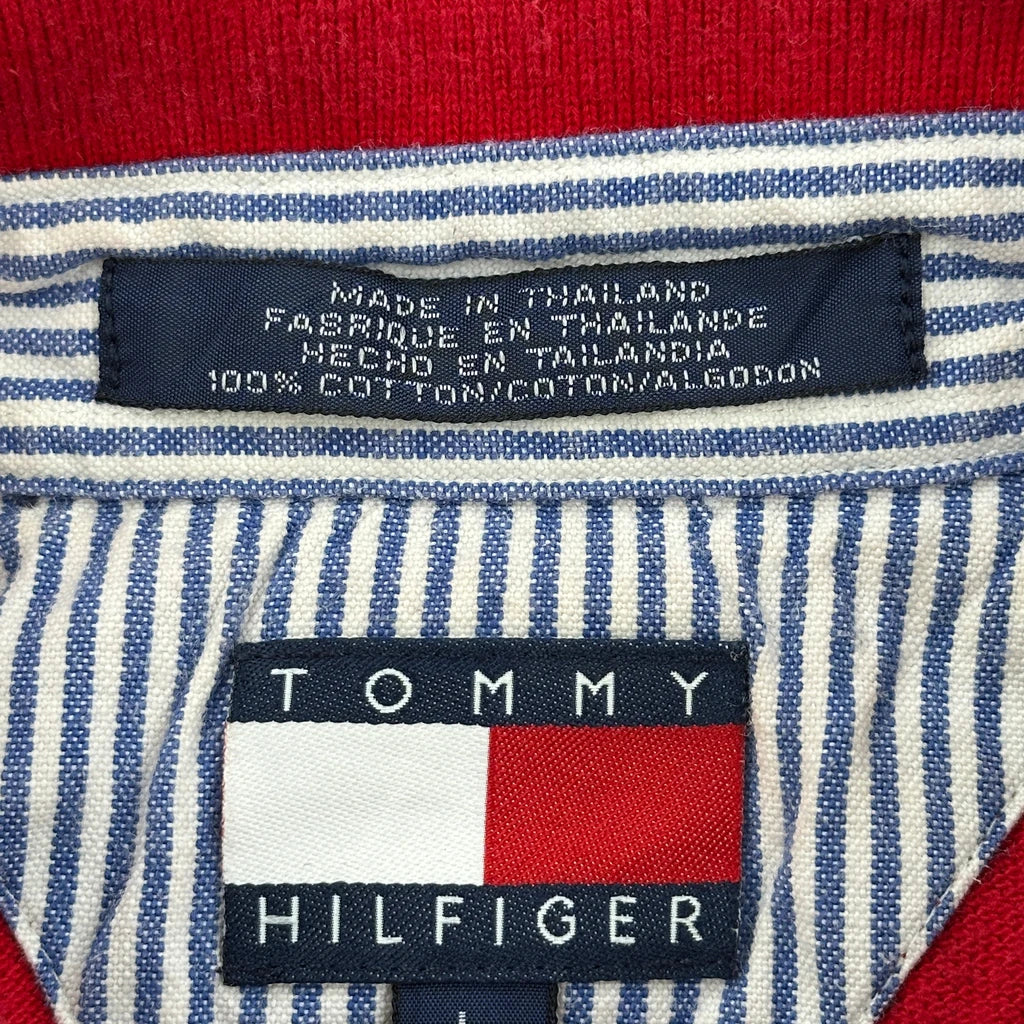 MADE IN THAILAND
FABRIQUE EN THAILANDE
HECHO EN TAILANDIA
100% COTTON/COTON/ALGODON
TOMMY
HILFIGER